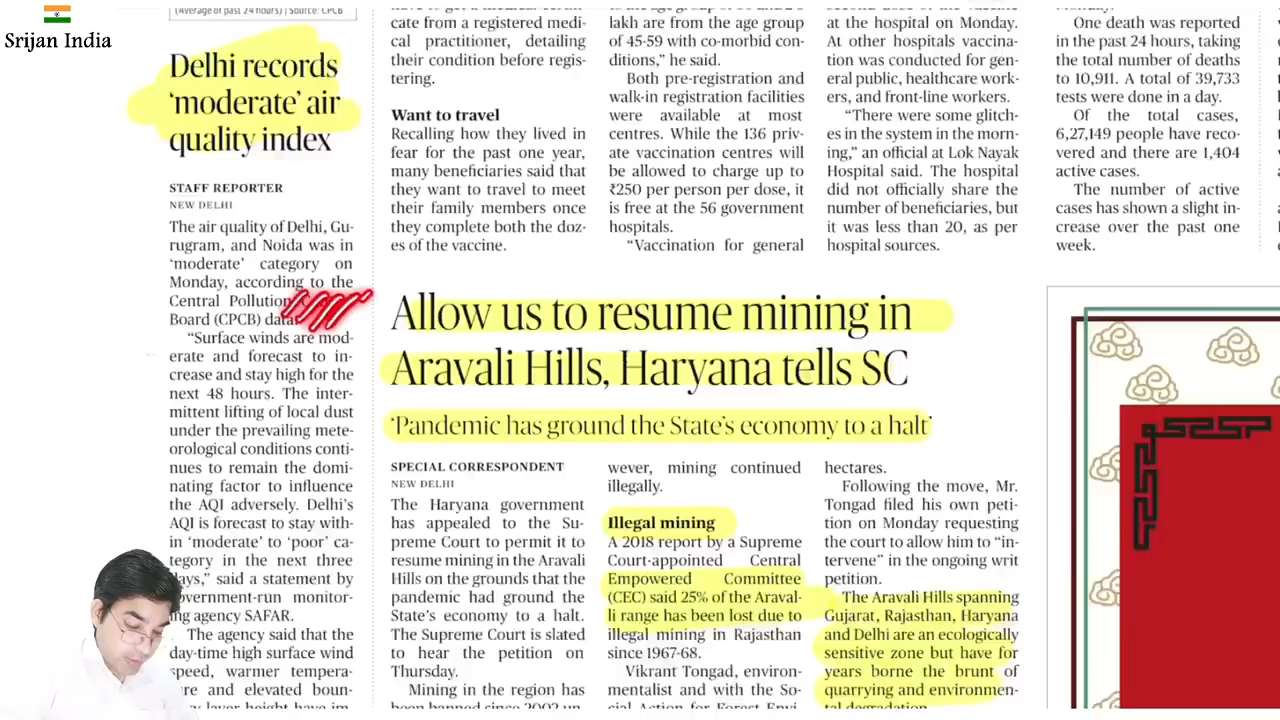 Srijan India
(Average of past 24 hours) | Source: CPCB
Delhi records
‘moderate’ air
quality index
STAFF REPORTER
NEW DELHI
The air quality of Delhi, Gu-
rugram, and Noida was in
‘moderate’ category on
Monday, according to the
Central Pollution
Board (CPCB) data.
“Surface winds are mod-
erate and forecast to in-
crease and stay high for the
next 48 hours. The inter-
mittent lifting of local dust
under the prevailing mete-
orological conditions conti-
nues to remain the domi-
nating factor to influence
the AQI adversely. Delhi’s
AQI is forecast to stay with-
in ‘moderate’ to ‘poor’ ca-
tegory in the next three
days,” said a statement by
government-run monitor-
ing agency SAFAR.
The agency said that the
day-time high surface wind
speed, warmer tempera-
ture and elevated boun-
layer height have im-
cate from a registered medi-
cal practitioner, detailing
their condition before regis-
tering.
Want to travel
Recalling how they lived in
fear for the past one year,
many beneficiaries said that
they want to travel to meet
their family members once
they complete both the doz-
es of the vaccine.
lakh are from the age group
of 45-59 with co-morbid con-
ditions,” he said.
Both pre-registration and
walk-in registration facilities
were available at most
centres. While the 136 priv-
ate vaccination centres will
be allowed to charge up to
₹250 per person per dose, it
is free at the 56 government
hospitals.
“Vaccination for general
at the hospital on Monday.
At other hospitals vaccina-
tion was conducted for gen-
eral public, healthcare work-
ers, and front-line workers.
“There were some glitch-
es in the system in the morn-
ing,” an official at Lok Nayak
Hospital said. The hospital
did not officially share the
number of beneficiaries, but
it was less than 20, as per
hospital sources.
Monday.
One death was reported
in the past 24 hours, taking
the total number of deaths
to 10,911. A total of 39,733
tests were done in a day.
Of the total cases,
6,27,149 people have reco-
vered and there are 1,404
active cases.
The number of active
cases has shown a slight in-
crease over the past one
week.
Allow us to resume mining in
Aravali Hills, Haryana tells SC
‘Pandemic has ground the State’s economy to a halt’
SPECIAL CORRESPONDENT
NEW DELHI
The Haryana government
has appealed to the Su-
preme Court to permit it to
resume mining in the Aravali
Hills on the grounds that the
pandemic had ground the
State’s economy to a halt.
The Supreme Court is slated
to hear the petition on
Thursday.
Mining in the region has
been banned since 2002 un-
wever, mining continued
illegally.
Illegal mining
A 2018 report by a Supreme
Court-appointed Central
Empowered Committee
(CEC) said 25% of the Araval-
li range has been lost due to
illegal mining in Rajasthan
since 1967-68.
Vikrant Tongad, environ-
mentalist and with the So-
cial Action for Forest Envi-
hectares.
Following the move, Mr.
Tongad filed his own peti-
tion on Monday requesting
the court to allow him to “in-
tervene” in the ongoing writ
petition.
The Aravali Hills spanning
Gujarat, Rajasthan, Haryana
and Delhi are an ecologically
sensitive zone but have for
years borne the brunt of
quarrying and environmen-
tal degradation.